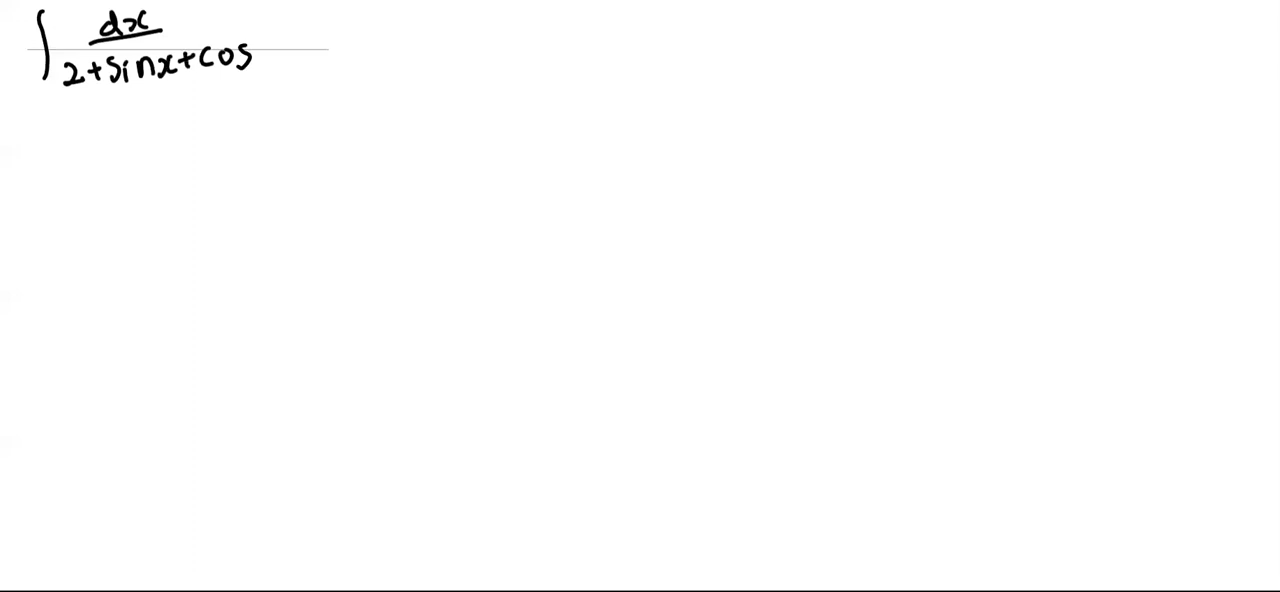 ∫ dx / 2+sinx+cos